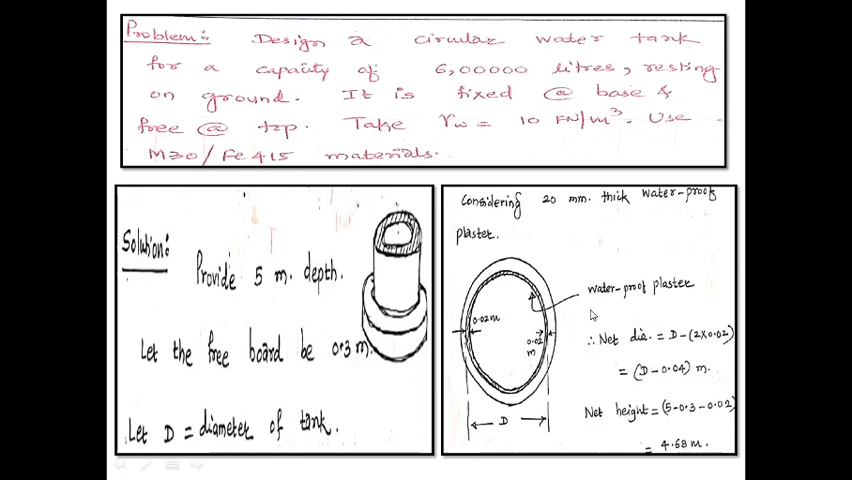 Problem:- Design a circular water tank
for a capacity of 6,00000 litres, resting
on ground. It is fixed @ base &
free @ top. Take γw = 10 KN/m³. Use
M30/Fe415 materials.
Solution:
Provide 5 m. depth.
Let the free board be 0.3 m.
Let D = diameter of tank.
Considering 20 mm. thick water-proof
plaster.
water-proof plaster
0.02m
0.02
m
D
∴ Net dia. = D-(2×0.02)
= (D-0.04) m.
Net height = (5-0.3-0.02)
= 4.68 m.